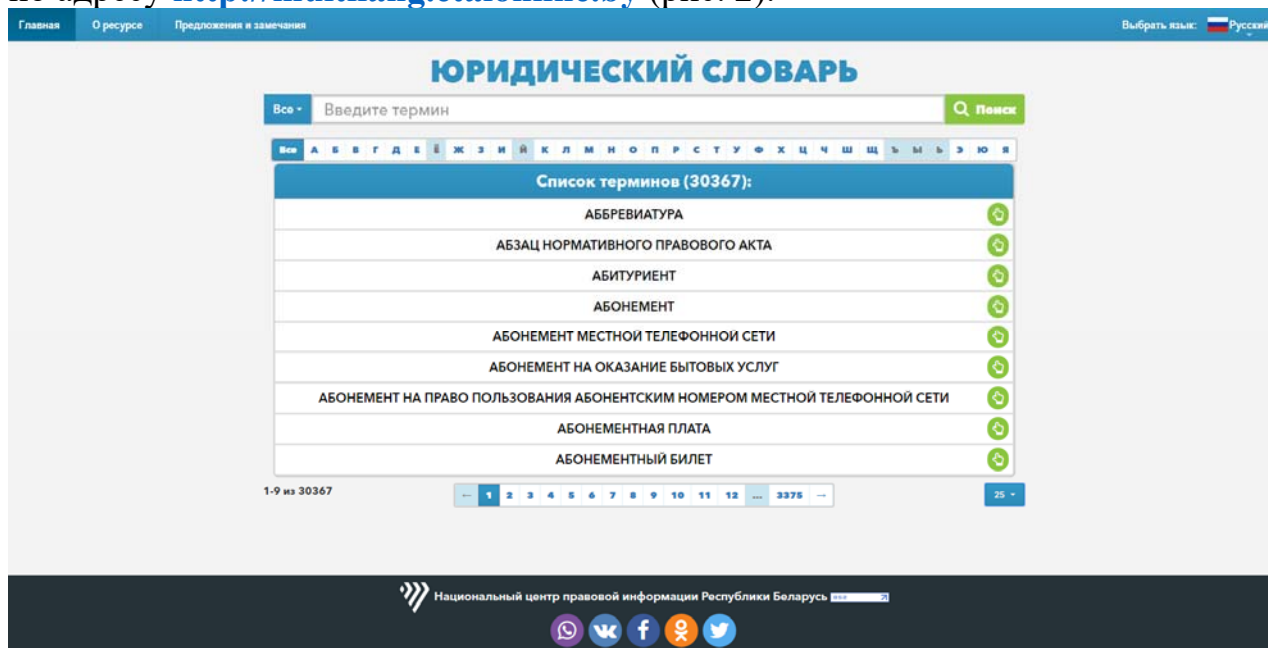 (рис. 2).
Главная О ресурсе Предложения и замечания Выбрать язык: Русский
ЮРИДИЧЕСКИЙ СЛОВАРЬ
Все Введите термин Поиск
Все А Б В Г Д Е Ё Ж З И Й К Л М Н О П Р С Т У Ф Х Ц Ч Ш Щ Ъ Ы Ь Э Ю Я
Список терминов (30367):
АББРЕВИАТУРА
АБЗАЦ НОРМАТИВНОГО ПРАВОВОГО АКТА
АБИТУРИЕНТ
АБОНЕМЕНТ
АБОНЕМЕНТ МЕСТНОЙ ТЕЛЕФОННОЙ СЕТИ
АБОНЕМЕНТ НА ОКАЗАНИЕ БЫТОВЫХ УСЛУГ
АБОНЕМЕНТ НА ПРАВО ПОЛЬЗОВАНИЯ АБОНЕНТСКИМ НОМЕРОМ МЕСТНОЙ ТЕЛЕФОННОЙ СЕТИ
АБОНЕМЕНТНАЯ ПЛАТА
АБОНЕМЕНТНЫЙ БИЛЕТ
1-9 из 30367 ← 1 2 3 4 5 6 7 8 9 10 11 12 ... 3375 → 25
Национальный центр правовой информации Республики Беларусь